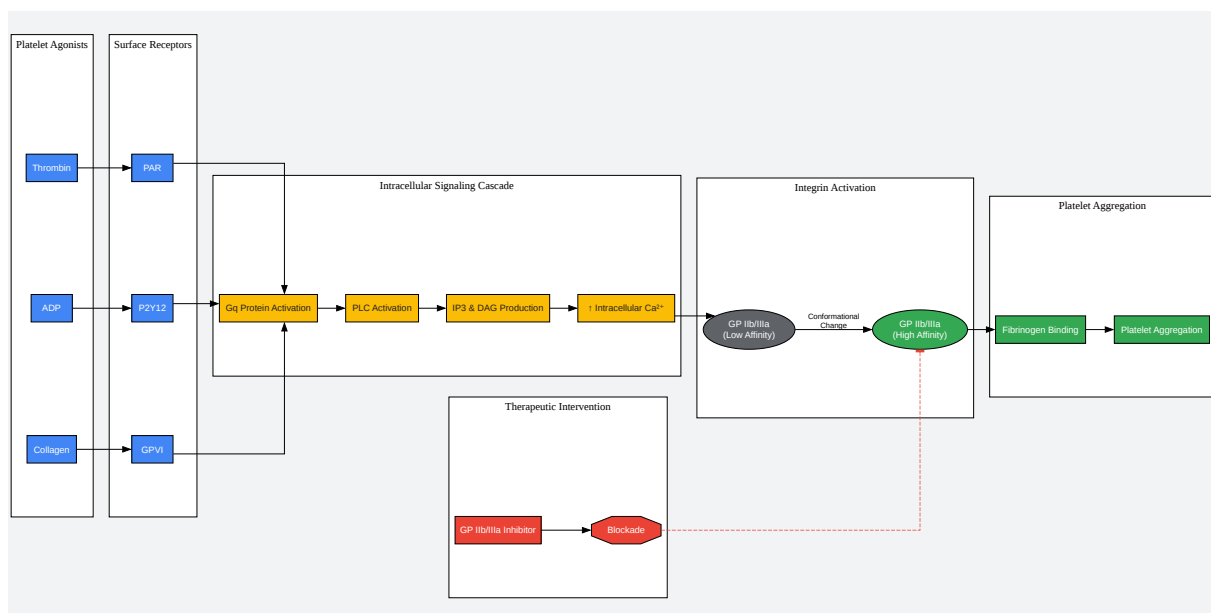 Platelet Agonists
Surface Receptors
Thrombin
PAR
Intracellular Signaling Cascade
Integrin Activation
Platelet Aggregation
ADP
P2Y12
Gq Protein Activation
PLC Activation
IP3 & DAG Production
↑ Intracellular Ca²⁺
GP IIb/IIIa
(Low Affinity)
Conformational
Change
GP IIb/IIIa
(High Affinity)
Fibrinogen Binding
Platelet Aggregation
Therapeutic Intervention
Collagen
GPVI
GP IIb/IIIa Inhibitor
Blockade